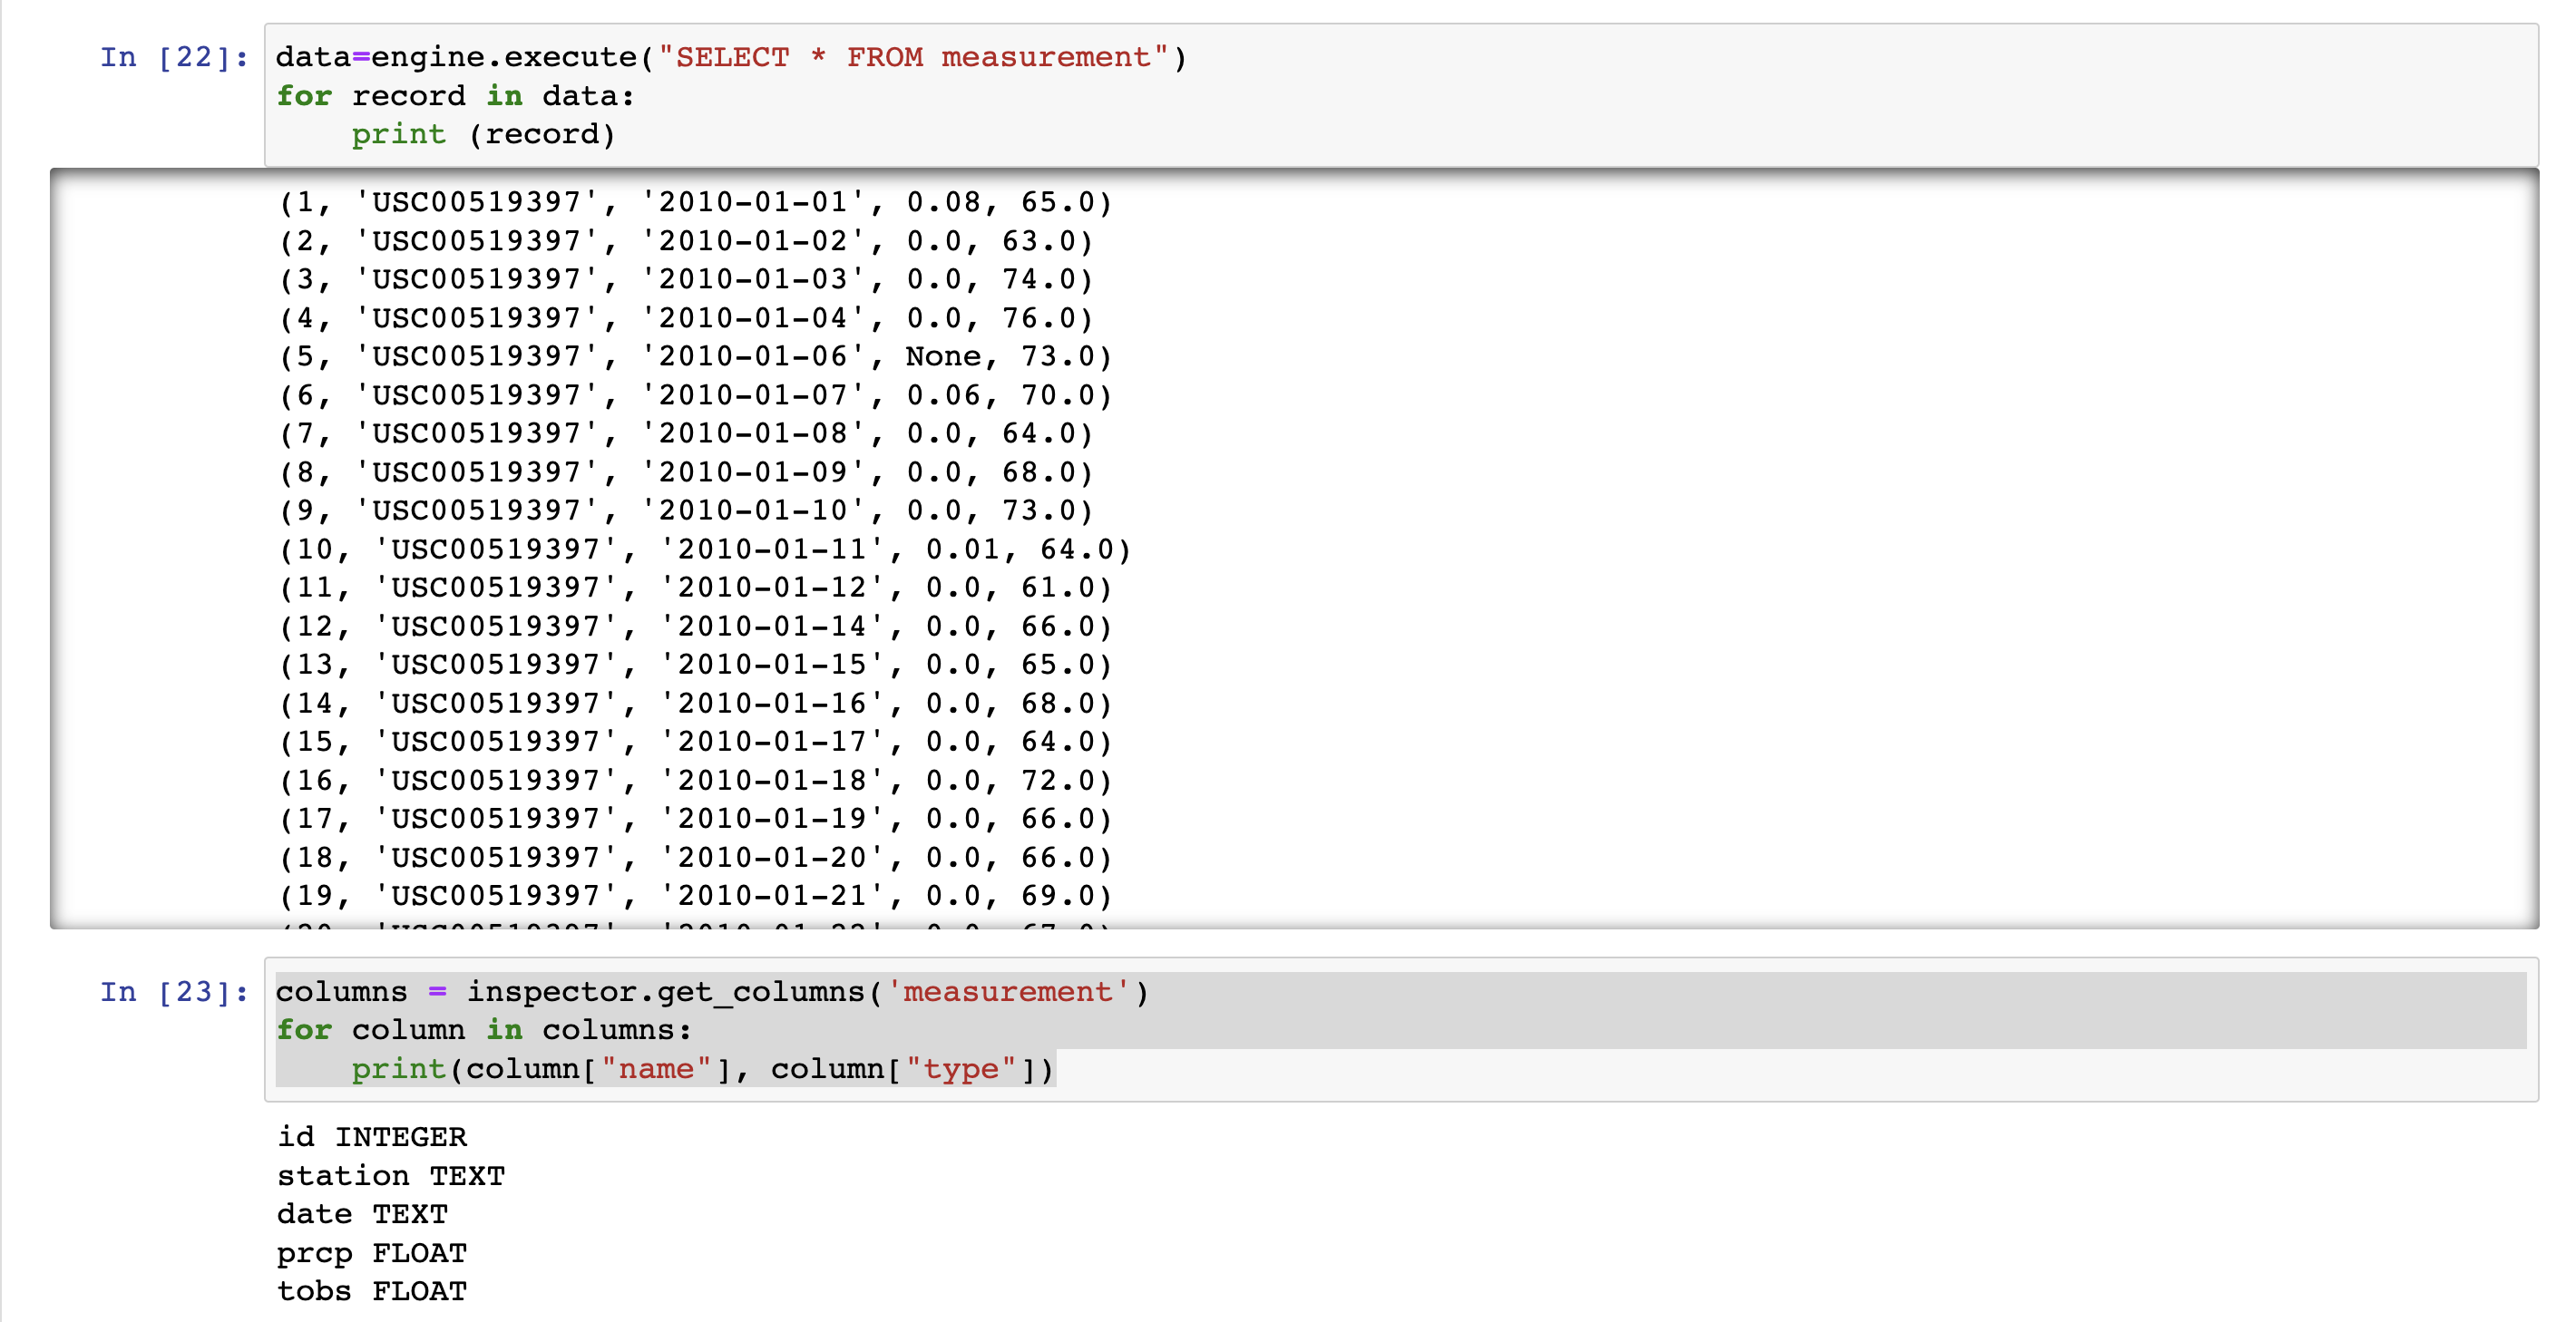 In [22]: data=engine.execute("SELECT * FROM measurement")
for record in data:
    print (record)
(1, 'USC00519397', '2010-01-01', 0.08, 65.0)
(2, 'USC00519397', '2010-01-02', 0.0, 63.0)
(3, 'USC00519397', '2010-01-03', 0.0, 74.0)
(4, 'USC00519397', '2010-01-04', 0.0, 76.0)
(5, 'USC00519397', '2010-01-06', None, 73.0)
(6, 'USC00519397', '2010-01-07', 0.06, 70.0)
(7, 'USC00519397', '2010-01-08', 0.0, 64.0)
(8, 'USC00519397', '2010-01-09', 0.0, 68.0)
(9, 'USC00519397', '2010-01-10', 0.0, 73.0)
(10, 'USC00519397', '2010-01-11', 0.01, 64.0)
(11, 'USC00519397', '2010-01-12', 0.0, 61.0)
(12, 'USC00519397', '2010-01-14', 0.0, 66.0)
(13, 'USC00519397', '2010-01-15', 0.0, 65.0)
(14, 'USC00519397', '2010-01-16', 0.0, 68.0)
(15, 'USC00519397', '2010-01-17', 0.0, 64.0)
(16, 'USC00519397', '2010-01-18', 0.0, 72.0)
(17, 'USC00519397', '2010-01-19', 0.0, 66.0)
(18, 'USC00519397', '2010-01-20', 0.0, 66.0)
(19, 'USC00519397', '2010-01-21', 0.0, 69.0)
In [23]: columns = inspector.get_columns('measurement')
for column in columns:
    print(column["name"], column["type"])
id INTEGER
station TEXT
date TEXT
prcp FLOAT
tobs FLOAT